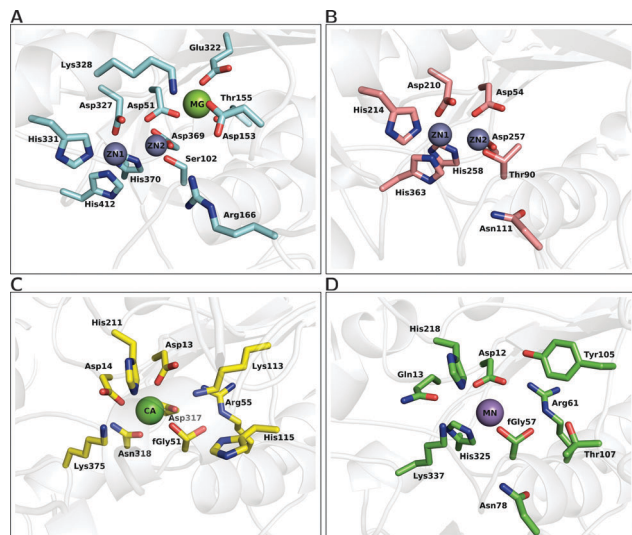 A
Glu322
Lys328
MG
Thr155
Asp327
Asp51
Asp153
His331
Asp369
ZN1
ZN2
Ser102
His370
His412
Arg166
B
Asp210
Asp54
His214
ZN1
ZN2
Asp257
His258
Thr90
His363
Asn111
C
His211
Asp13
Asp14
Lys113
Arg55
CA
Asp317
fGly51
His115
Asn318
Lys375
D
His218
Tyr105
Asp12
Gln13
Arg61
MN
fGly57
His325
Thr107
Lys337
Asn78